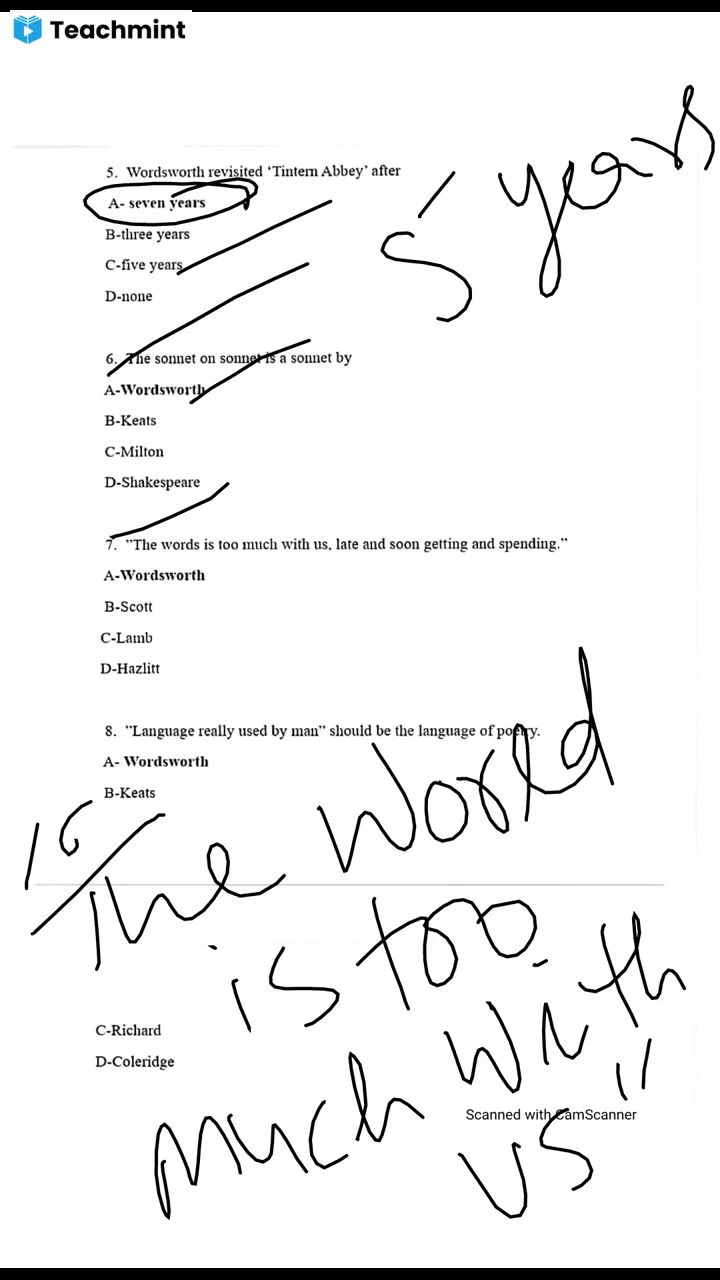 Teachmint
5 years
5. Wordsworth revisited ‘Tintern Abbey’ after
A- seven years
B-three years
C-five years
D-none
6. The sonnet on sonnet is a sonnet by
A-Wordsworth
B-Keats
C-Milton
D-Shakespeare
7. "The words is too much with us, late and soon getting and spending."
A-Wordsworth
B-Scott
C-Lamb
D-Hazlitt
8. "Language really used by man" should be the language of poetry.
A- Wordsworth
B-Keats
The World
is too
much with
us"
C-Richard
D-Coleridge
Scanned with CamScanner